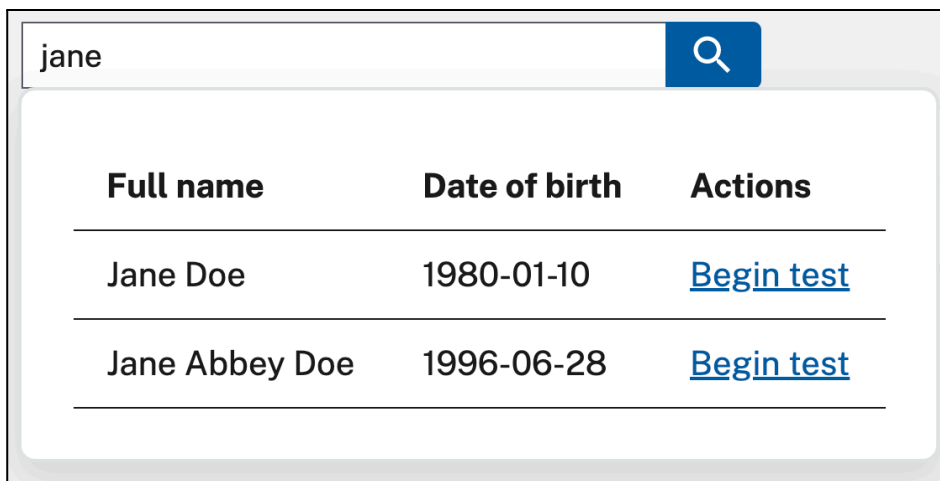 jane
Full name Date of birth Actions
Jane Doe 1980-01-10 Begin test
Jane Abbey Doe 1996-06-28 Begin test